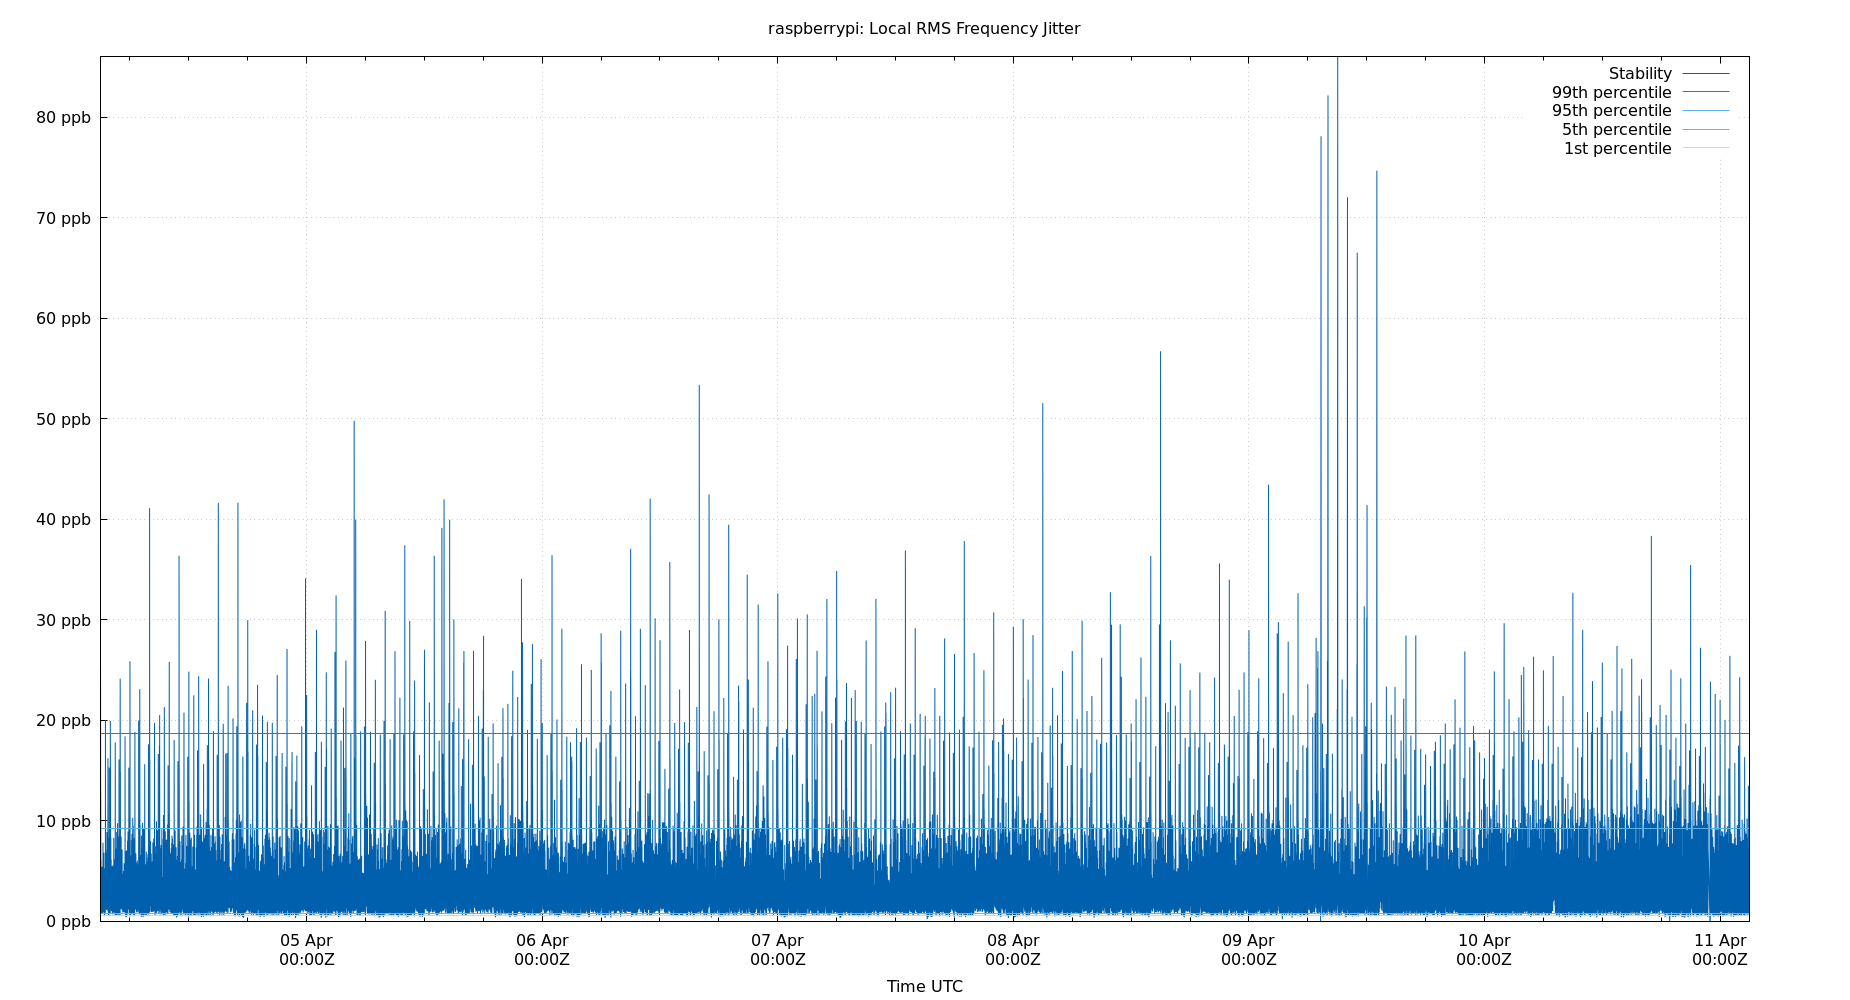 raspberrypi: Local RMS Frequency Jitter
Stability
99th percentile
95th percentile
5th percentile
1st percentile
80 ppb
70 ppb
60 ppb
50 ppb
40 ppb
30 ppb
20 ppb
10 ppb
0 ppb
05 Apr 06 Apr 07 Apr 08 Apr 09 Apr 10 Apr 11 Apr
00:00Z 00:00Z 00:00Z 00:00Z 00:00Z 00:00Z 00:00Z
Time UTC